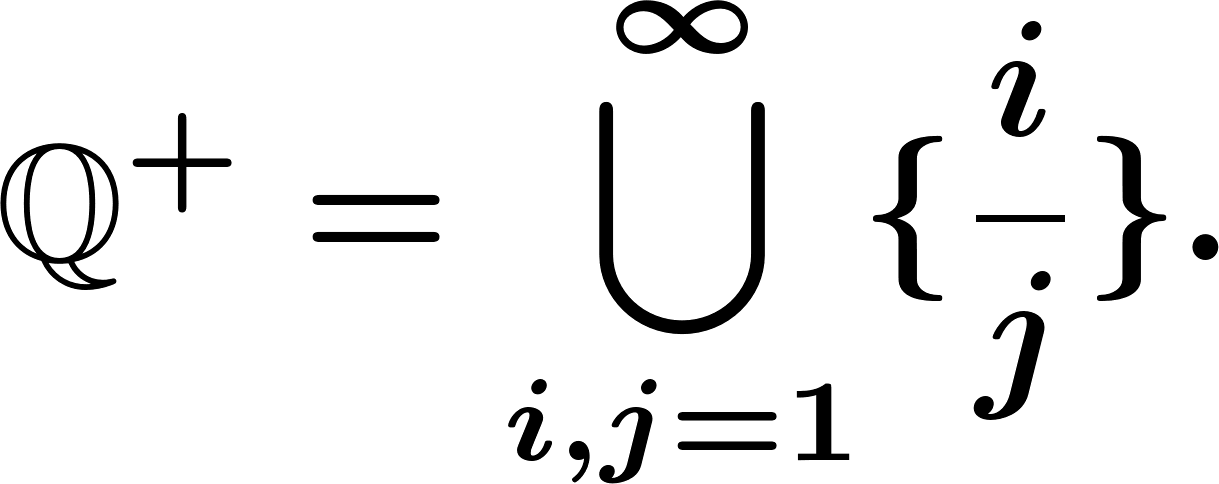 ℚ⁺ = ⋃_{i,j=1}^{∞} {i/j}.